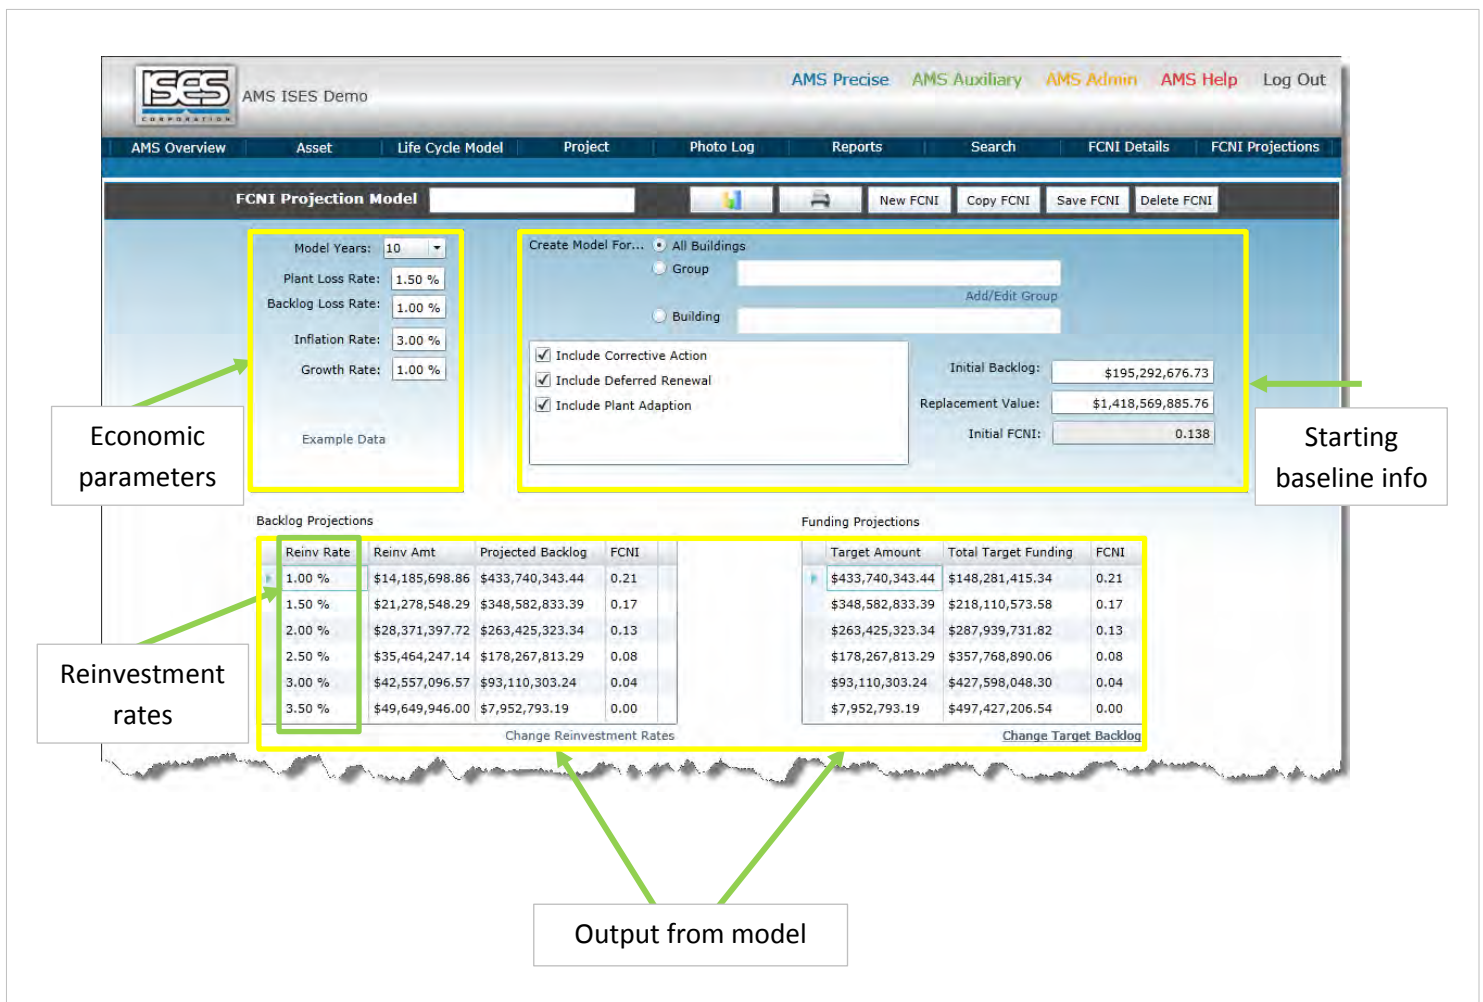 ISES
CORPORATION
AMS ISES Demo
AMS Precise AMS Auxiliary AMS Admin AMS Help Log Out
AMS Overview Asset Life Cycle Model Project Photo Log Reports Search FCNI Details FCNI Projections
FCNI Projection Model New FCNI Copy FCNI Save FCNI Delete FCNI
Model Years: 10
Plant Loss Rate: 1.50 %
Backlog Loss Rate: 1.00 %
Inflation Rate: 3.00 %
Growth Rate: 1.00 %
Example Data
Create Model For... All Buildings
Group
Add/Edit Group
Building
Include Corrective Action
Include Deferred Renewal
Include Plant Adaption
Initial Backlog: $195,292,676.73
Replacement Value: $1,418,569,885.76
Initial FCNI: 0.138
Economic
parameters
Starting
baseline info
Backlog Projections
Reinv Rate Reinv Amt Projected Backlog FCNI
1.00 % $14,185,698.86 $433,740,343.44 0.21
1.50 % $21,278,548.29 $348,582,833.39 0.17
2.00 % $28,371,397.72 $263,425,323.34 0.13
2.50 % $35,464,247.14 $178,267,813.29 0.08
3.00 % $42,557,096.57 $93,110,303.24 0.04
3.50 % $49,649,946.00 $7,952,793.19 0.00
Change Reinvestment Rates
Funding Projections
Target Amount Total Target Funding FCNI
$433,740,343.44 $148,281,415.34 0.21
$348,582,833.39 $218,110,573.58 0.17
$263,425,323.34 $287,939,731.82 0.13
$178,267,813.29 $357,768,890.06 0.08
$93,110,303.24 $427,598,048.30 0.04
$7,952,793.19 $497,427,206.54 0.00
Change Target Backlog
Reinvestment
rates
Output from model